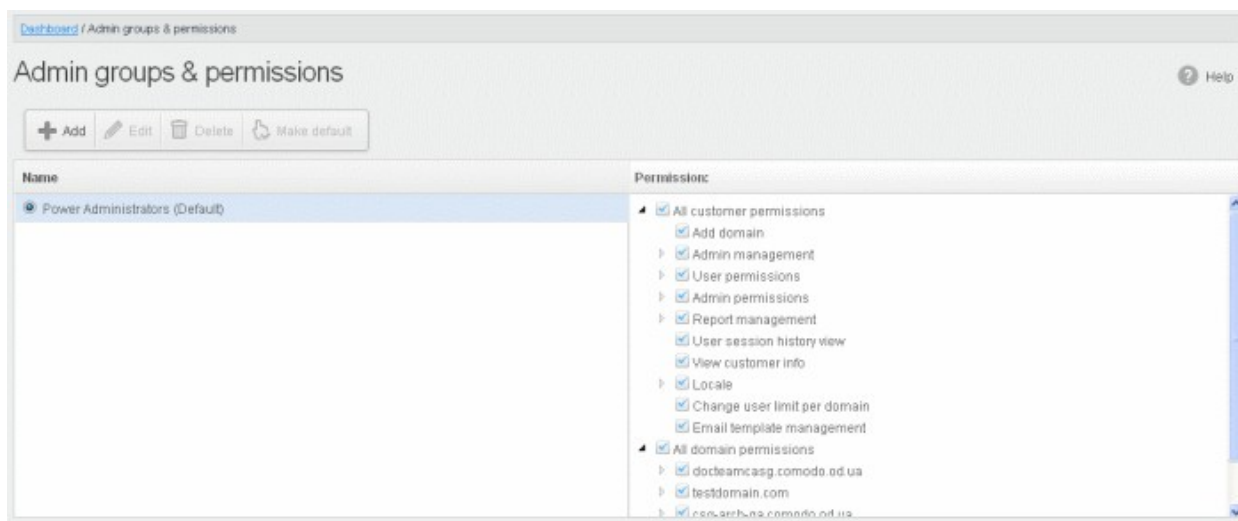 Dashboard / Admin groups & permissions
Admin groups & permissions
Help
Add Edit Delete Make default
Name Permission:
Power Administrators (Default)
All customer permissions
Add domain
Admin management
User permissions
Admin permissions
Report management
User session history view
View customer info
Locale
Change user limit per domain
Email template management
All domain permissions
docteamcasg.comodo.od.ua
testdomain.com